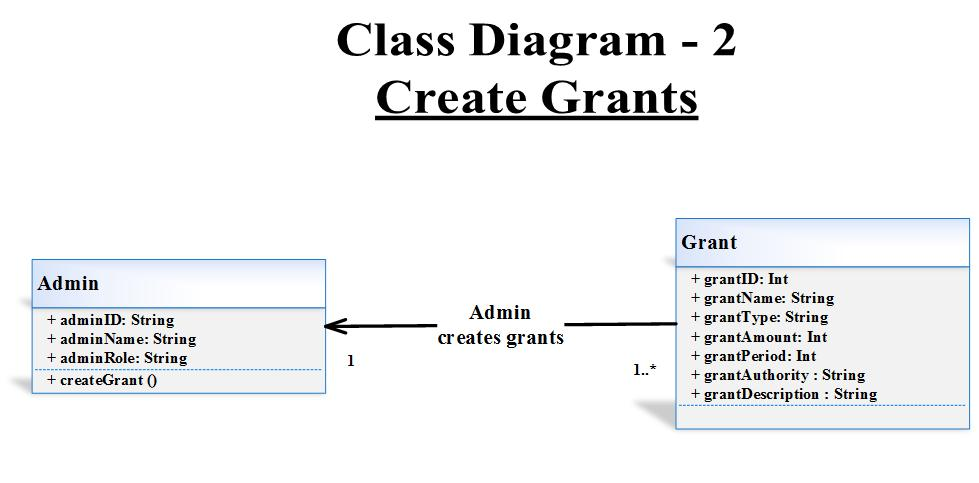 Class Diagram - 2
Create Grants
Admin
+ adminID: String
+ adminName: String
+ adminRole: String
+ createGrant ()
Admin
creates grants
1
1..*
Grant
+ grantID: Int
+ grantName: String
+ grantType: String
+ grantAmount: Int
+ grantPeriod: Int
+ grantAuthority : String
+ grantDescription : String